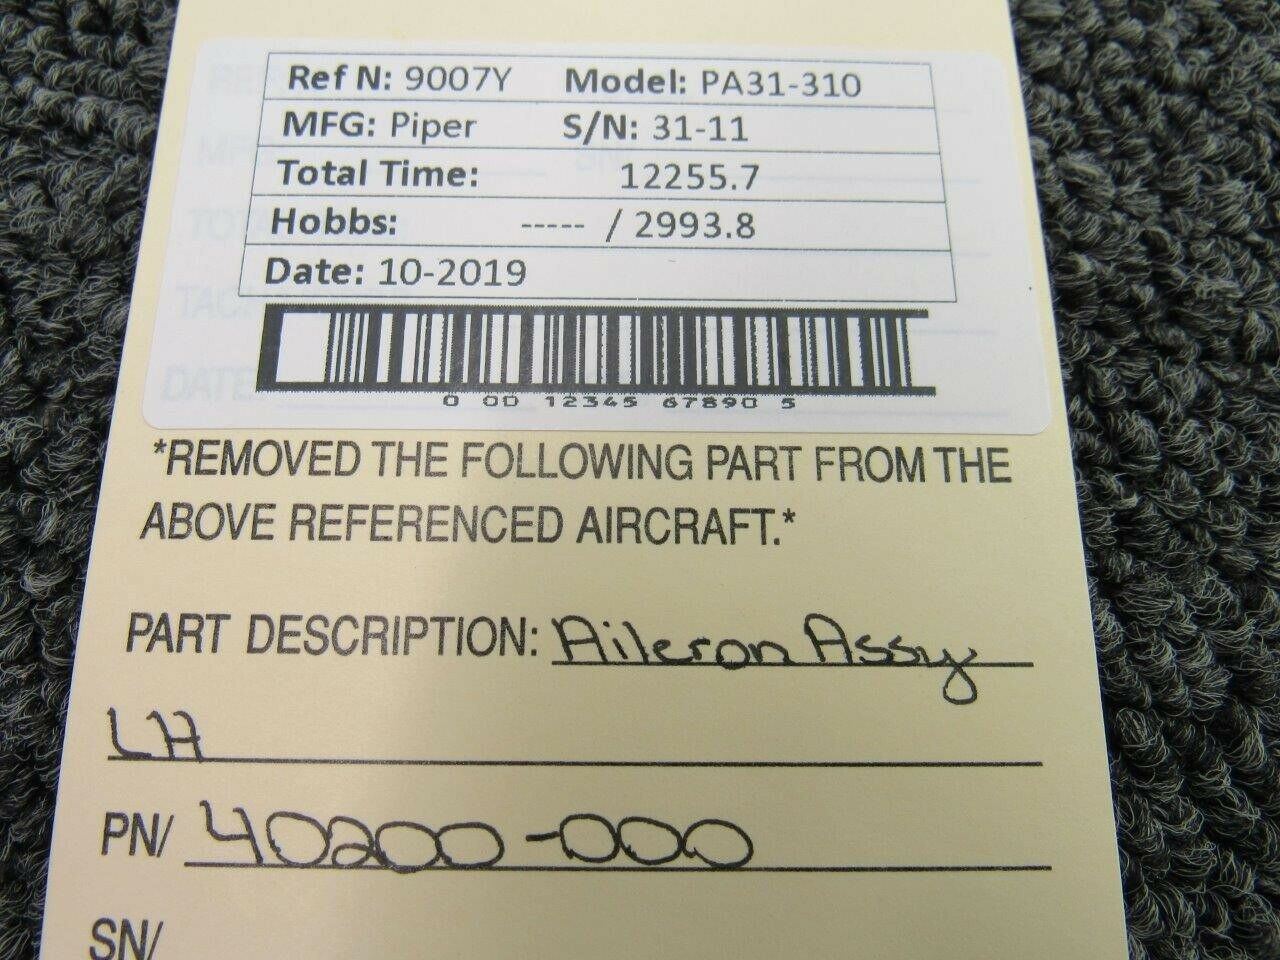 Ref N: 9007Y Model: PA31-310
MFG: Piper S/N: 31-11
Total Time: 12255.7
Hobbs: ----- / 2993.8
Date: 10-2019
0 00 12345 67890 5
*REMOVED THE FOLLOWING PART FROM THE
ABOVE REFERENCED AIRCRAFT.*
PART DESCRIPTION: Aileron Assy
LH
PN/ 40200-000
SN/